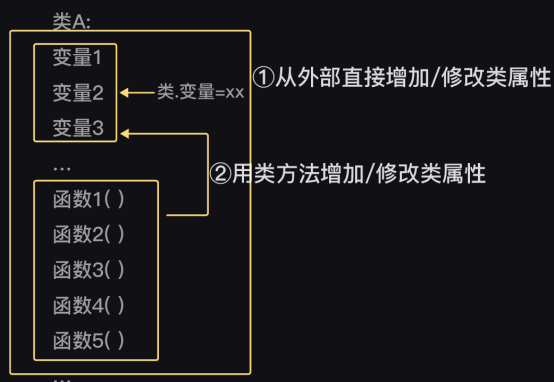 类A:
变量1
变量2
类.变量=xx
①从外部直接增加/修改类属性
变量3
...
②用类方法增加/修改类属性
函数1( )
函数2( )
函数3( )
函数4( )
函数5( )
...